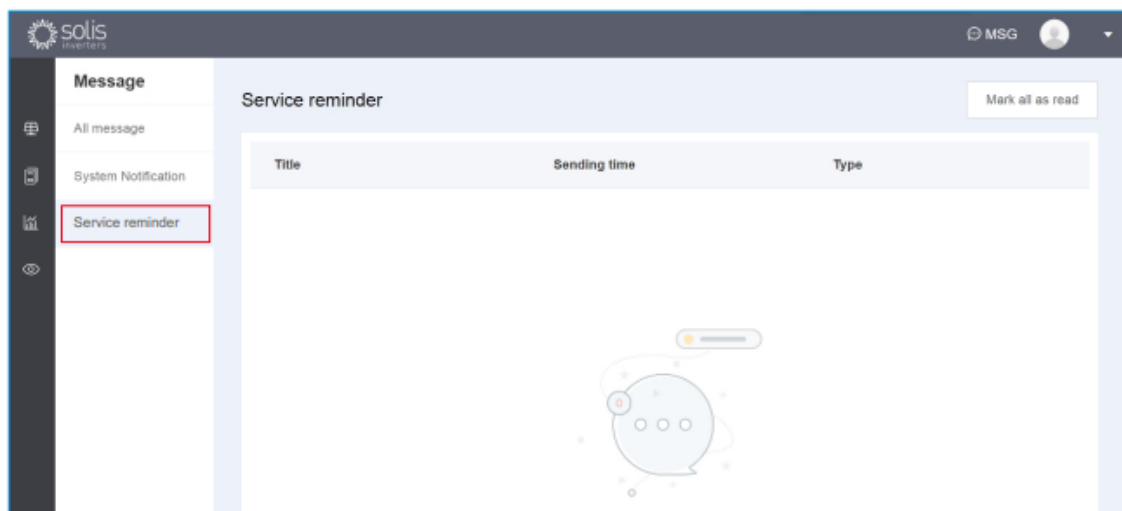 solis
inverters
MSG
Message
All message
System Notification
Service reminder
Service reminder
Mark all as read
Title Sending time Type
0